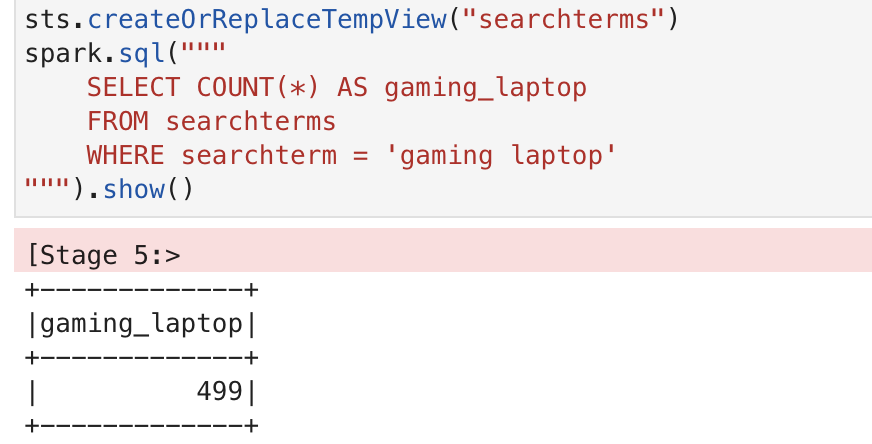 sts.createOrReplaceTempView("searchterms")
spark.sql("""
    SELECT COUNT(*) AS gaming_laptop
    FROM searchterms
    WHERE searchterm = 'gaming laptop'
""").show()
[Stage 5:>
+-------------+
|gaming_laptop|
+-------------+
|          499|
+-------------+